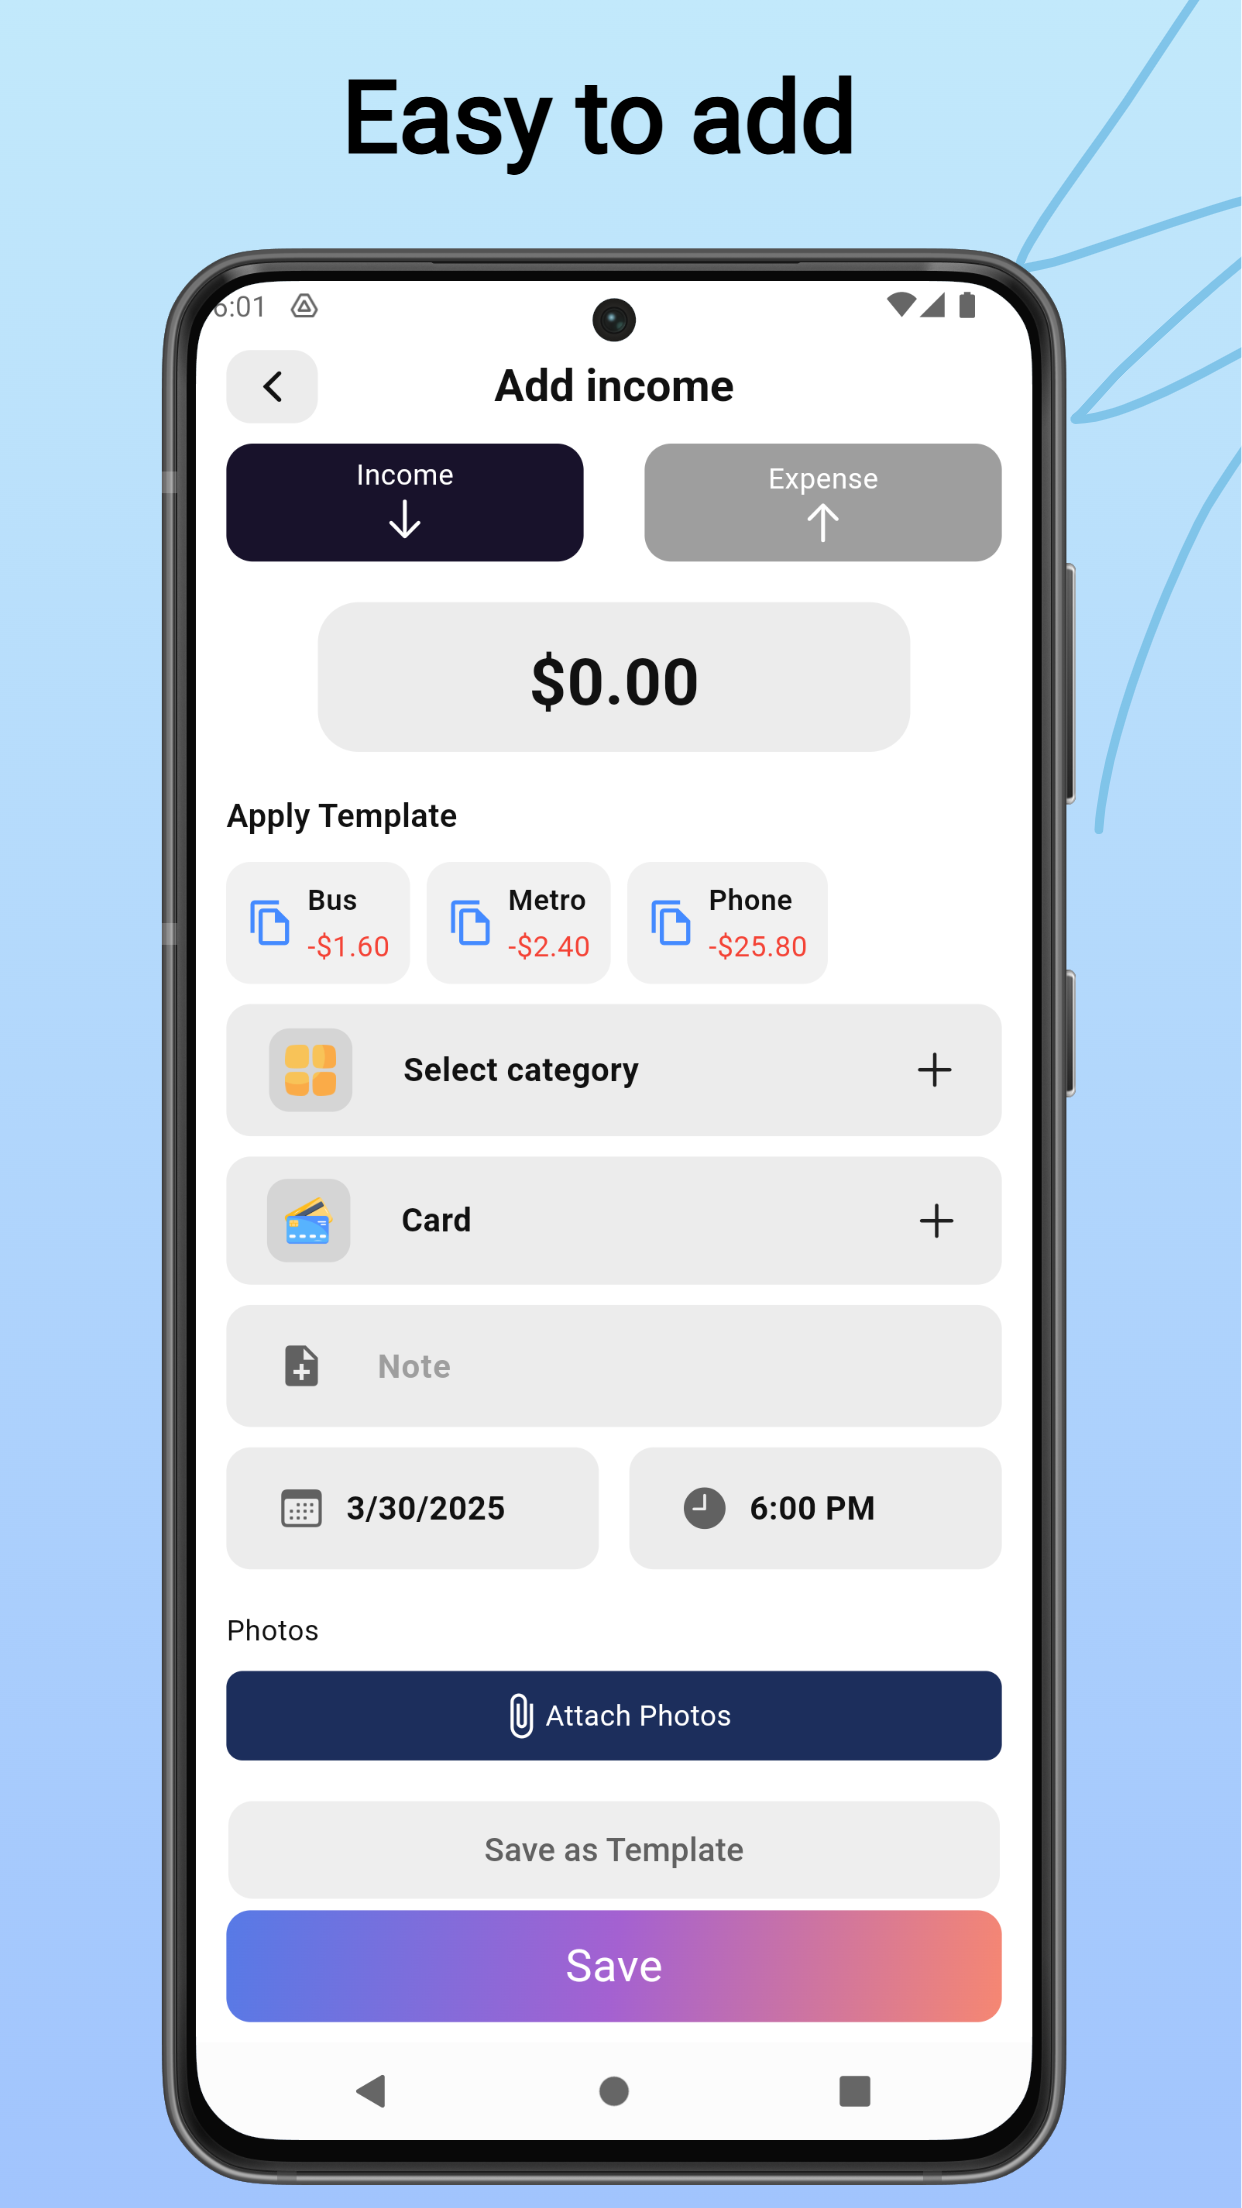 Easy to add
6:01
Add income
Income
Expense
$0.00
Apply Template
Bus
-$1.60
Metro
-$2.40
Phone
-$25.80
Select category
Card
Note
3/30/2025
6:00 PM
Photos
Attach Photos
Save as Template
Save